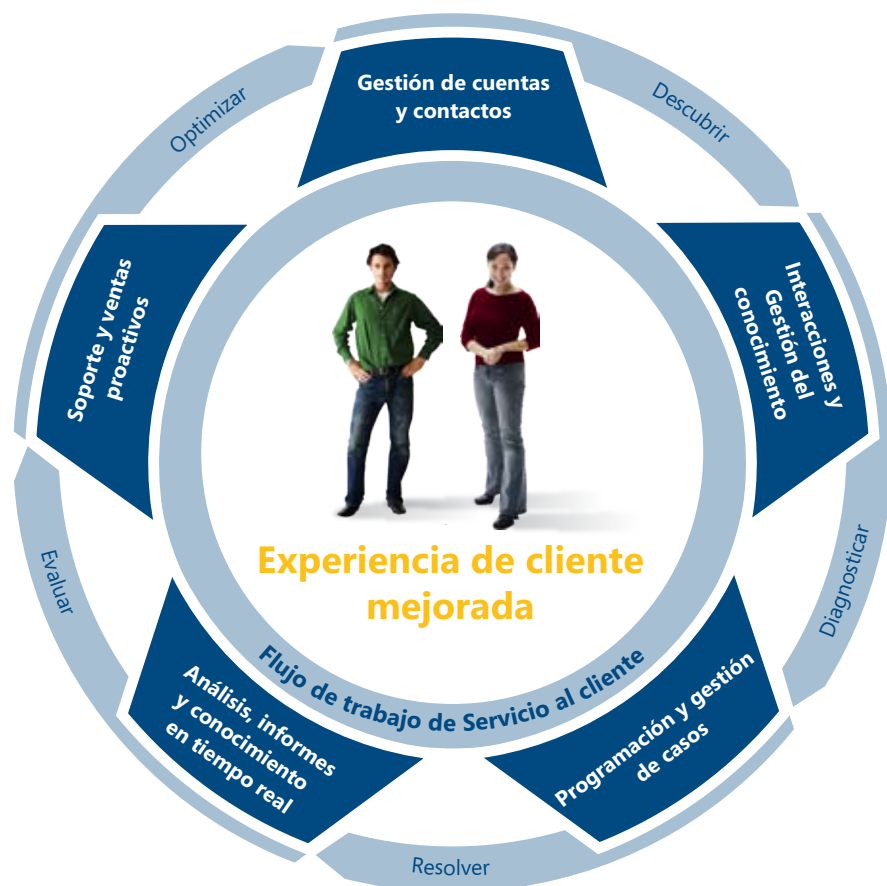 Gestión de cuentas
y contactos
Descubrir
Interacciones y
Gestión del
conocimiento
Diagnosticar
Programación y gestión
de casos
Resolver
Análisis, informes
y conocimiento
en tiempo real
Evaluar
Soporte y ventas
proactivos
Optimizar
Experiencia de cliente
mejorada
Flujo de trabajo de Servicio al cliente